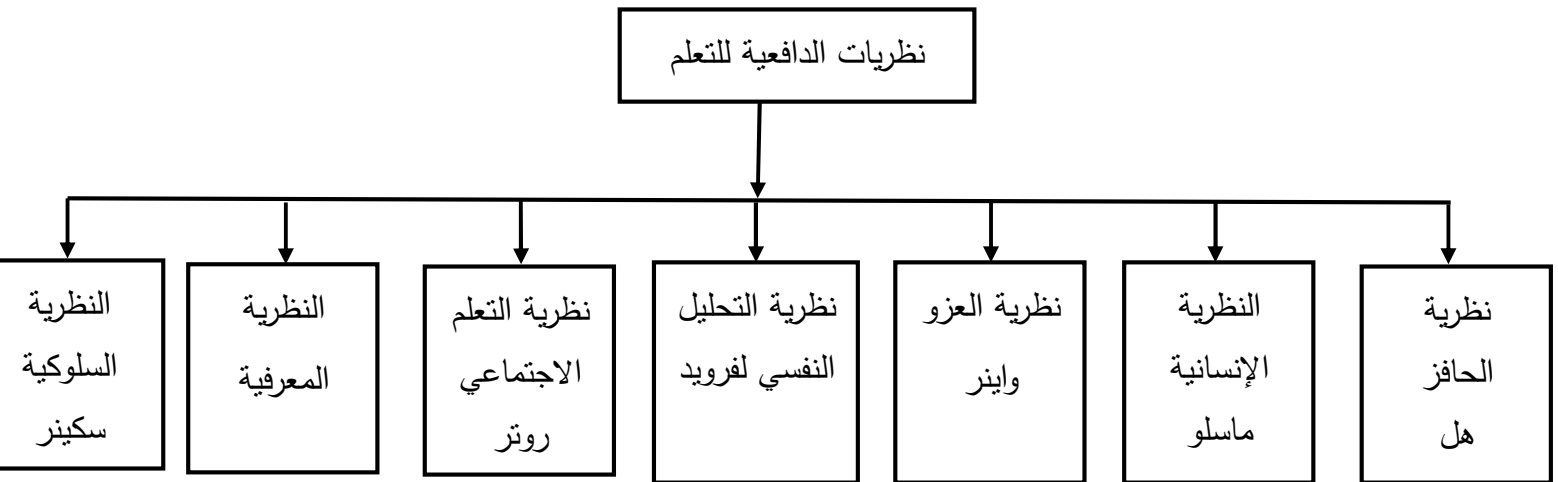 نظريات الدافعية للتعلم
نظرية
الحافز
هل
النظرية
الإنسانية
ماسلو
نظرية العزو
واينر
نظرية التحليل
النفسي لفرويد
نظرية التعلم
الاجتماعي
روتر
النظرية
المعرفية
النظرية
السلوكية
سكينر